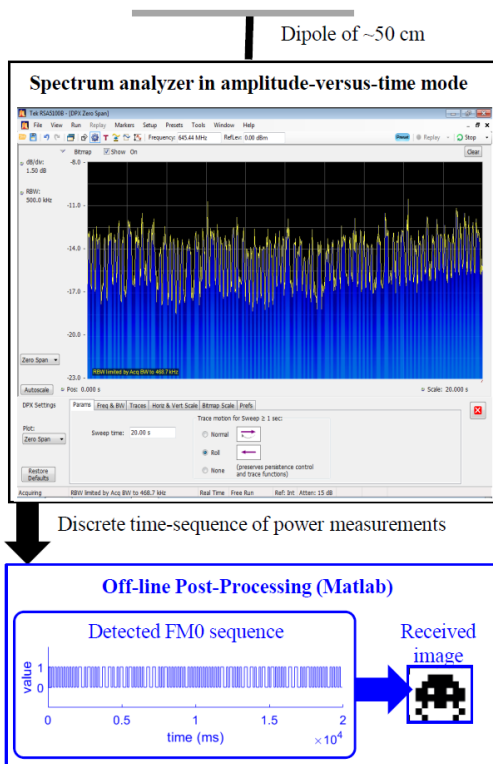 Dipole of ~50 cm
Spectrum analyzer in amplitude-versus-time mode
Tek RSA5100B - [DPX Zero Span]
File View Run Replay Markers Setup Presets Tools Window Help
Frequency: 845.44 MHz RefLev: 0.00 dBm Preset Replay Stop
Bitmap Show On Clear
dB/div:
1.50 dB
RBW:
500.0 kHz
-8.0
-11.0
-14.0
-17.0
-20.0
-23.0
RBW limited by Acq BW to 468.7 kHz
Zero Span
Autoscale Pos: 0.000 s Scale: 20.000 s
DPX Settings Params Freq & BW Traces Horiz & Vert Scale Bitmap Scale Prefs
Trace motion for Sweep ≥ 1 sec:
Plot: Sweep time: 20.00 s Normal
Zero Span Roll
None (preserves persistence control
and trace functions)
Restore
Defaults
Acquiring RBW limited by Acq BW to 468.7 kHz Real Time Free Run Ref: Int Atten: 15 dB
Discrete time-sequence of power measurements
Off-line Post-Processing (Matlab)
Detected FM0 sequence
Received
image
value
1
0
0 0.5 1 1.5 2
time (ms) ×10⁴